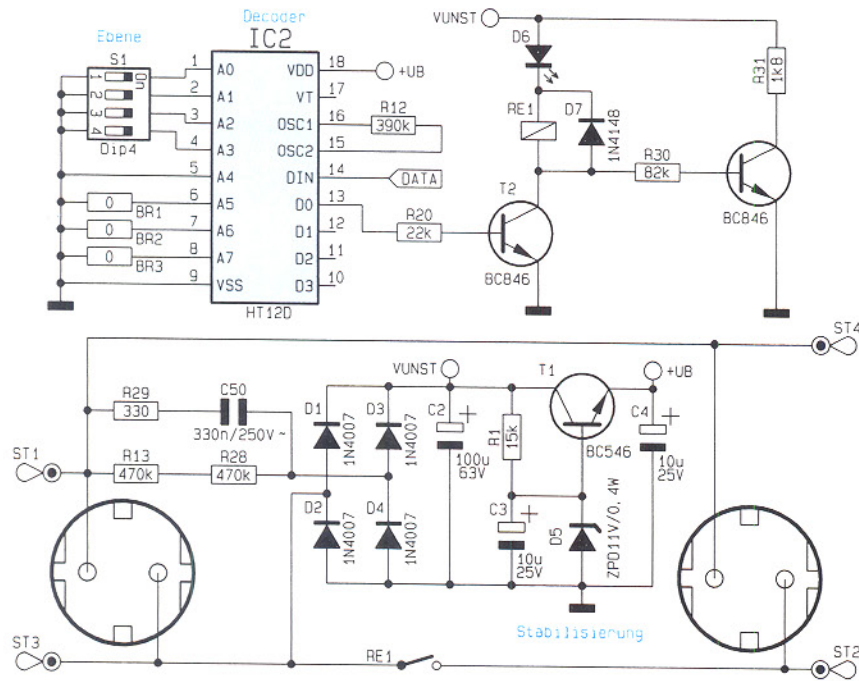 Ebene
S1
1
2
3
4
On
Dip4
Decoder
IC2
1
2
3
4
5
6
7
8
9
A0
A1
A2
A3
A4
A5
A6
A7
VSS
VDD
VT
OSC1
OSC2
DIN
D0
D1
D2
D3
18
17
16
15
14
13
12
11
10
HT12D
0
BR1
0
BR2
0
BR3
+UB
R12
390k
DATA
R20
22k
VUNST
D6
RE1
D7
1N4148
T2
BC846
R30
82k
R31
1k8
BC846
ST4
R29
330
C50
330n/250V~
ST1
R13
470k
R28
470k
D1
1N4007
D3
1N4007
D2
1N4007
D4
1N4007
VUNST
C2
100u
63V
R1
15k
T1
BC546
+UB
C4
10u
25V
C3
10u
25V
D5
ZPD11V/0,4W
Stabilisierung
ST3
RE1
ST2